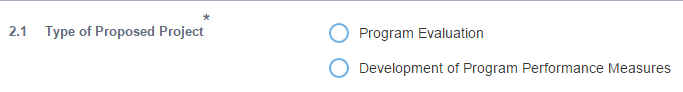 2.1 Type of Proposed Project*
Program Evaluation
Development of Program Performance Measures